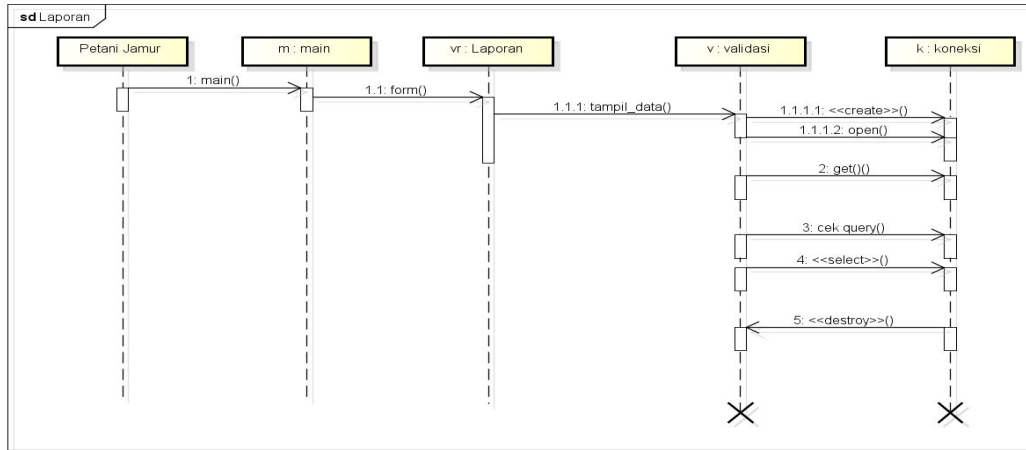 sd Laporan
Petani Jamur
m : main
vr : Laporan
v : validasi
k : koneksi
1: main()
1.1: form()
1.1.1: tampil_data()
1.1.1.1: <<create>>()
1.1.1.2: open()
2: get()()
3: cek query()
4: <<select>>()
5: <<destroy>>()